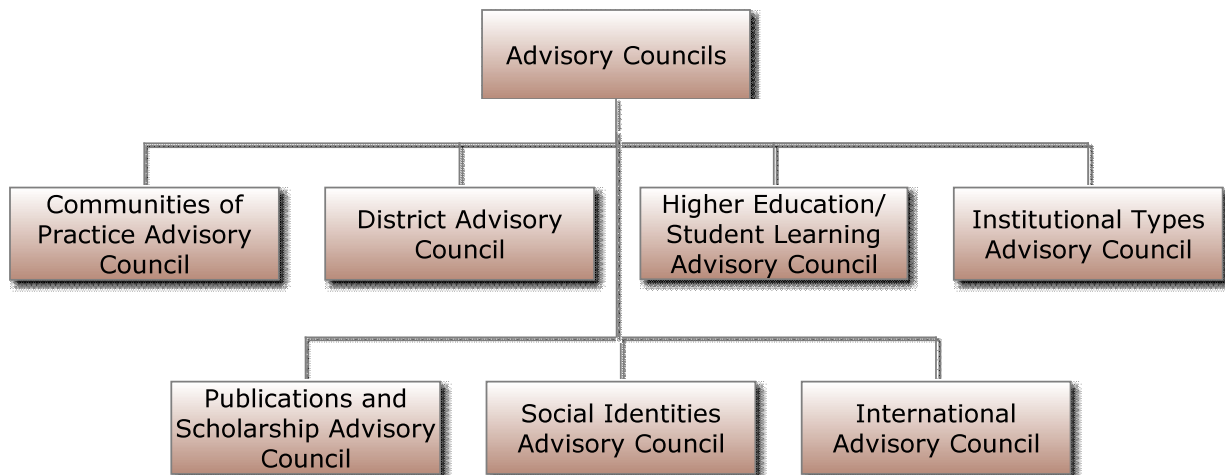 Advisory Councils
Communities of
Practice Advisory
Council
District Advisory
Council
Higher Education/
Student Learning
Advisory Council
Institutional Types
Advisory Council
Publications and
Scholarship Advisory
Council
Social Identities
Advisory Council
International
Advisory Council